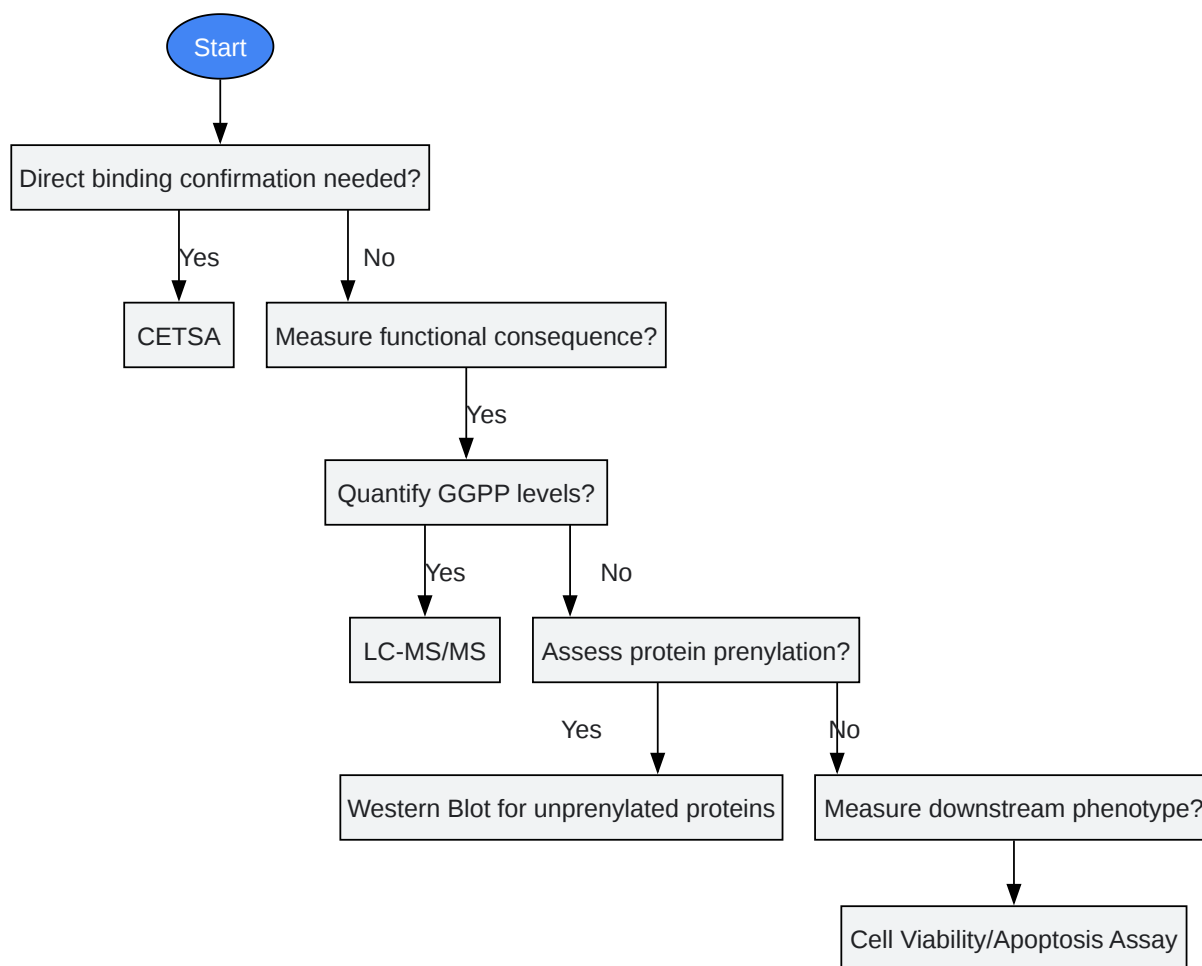 Start
Direct binding confirmation needed?
Yes
No
CETSA
Measure functional consequence?
Yes
Quantify GGPP levels?
Yes
No
LC-MS/MS
Assess protein prenylation?
Yes
No
Western Blot for unprenylated proteins
Measure downstream phenotype?
Cell Viability/Apoptosis Assay